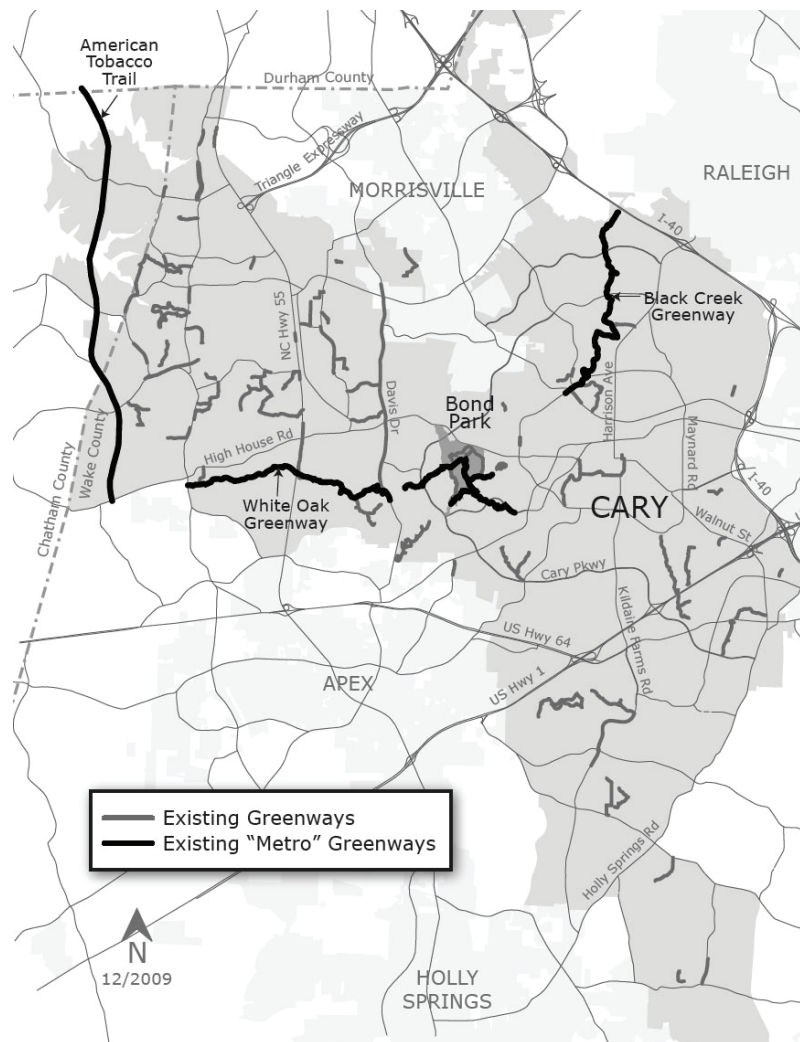 American
Tobacco
Trail
Durham County
Triangle Expressway
MORRISVILLE
RALEIGH
I-40
Black Creek
Greenway
NC Hwy 55
Davis Dr
Harrison Ave
Bond
Park
Maynard Rd
High House Rd
Wake County
Chatham County
White Oak
Greenway
CARY
I-40
Walnut St
Cary Pkwy
Kildaire Farms Rd
US Hwy 64
US Hwy 1
APEX
Existing Greenways
Existing “Metro” Greenways
Holly Springs Rd
N
12/2009
HOLLY
SPRINGS